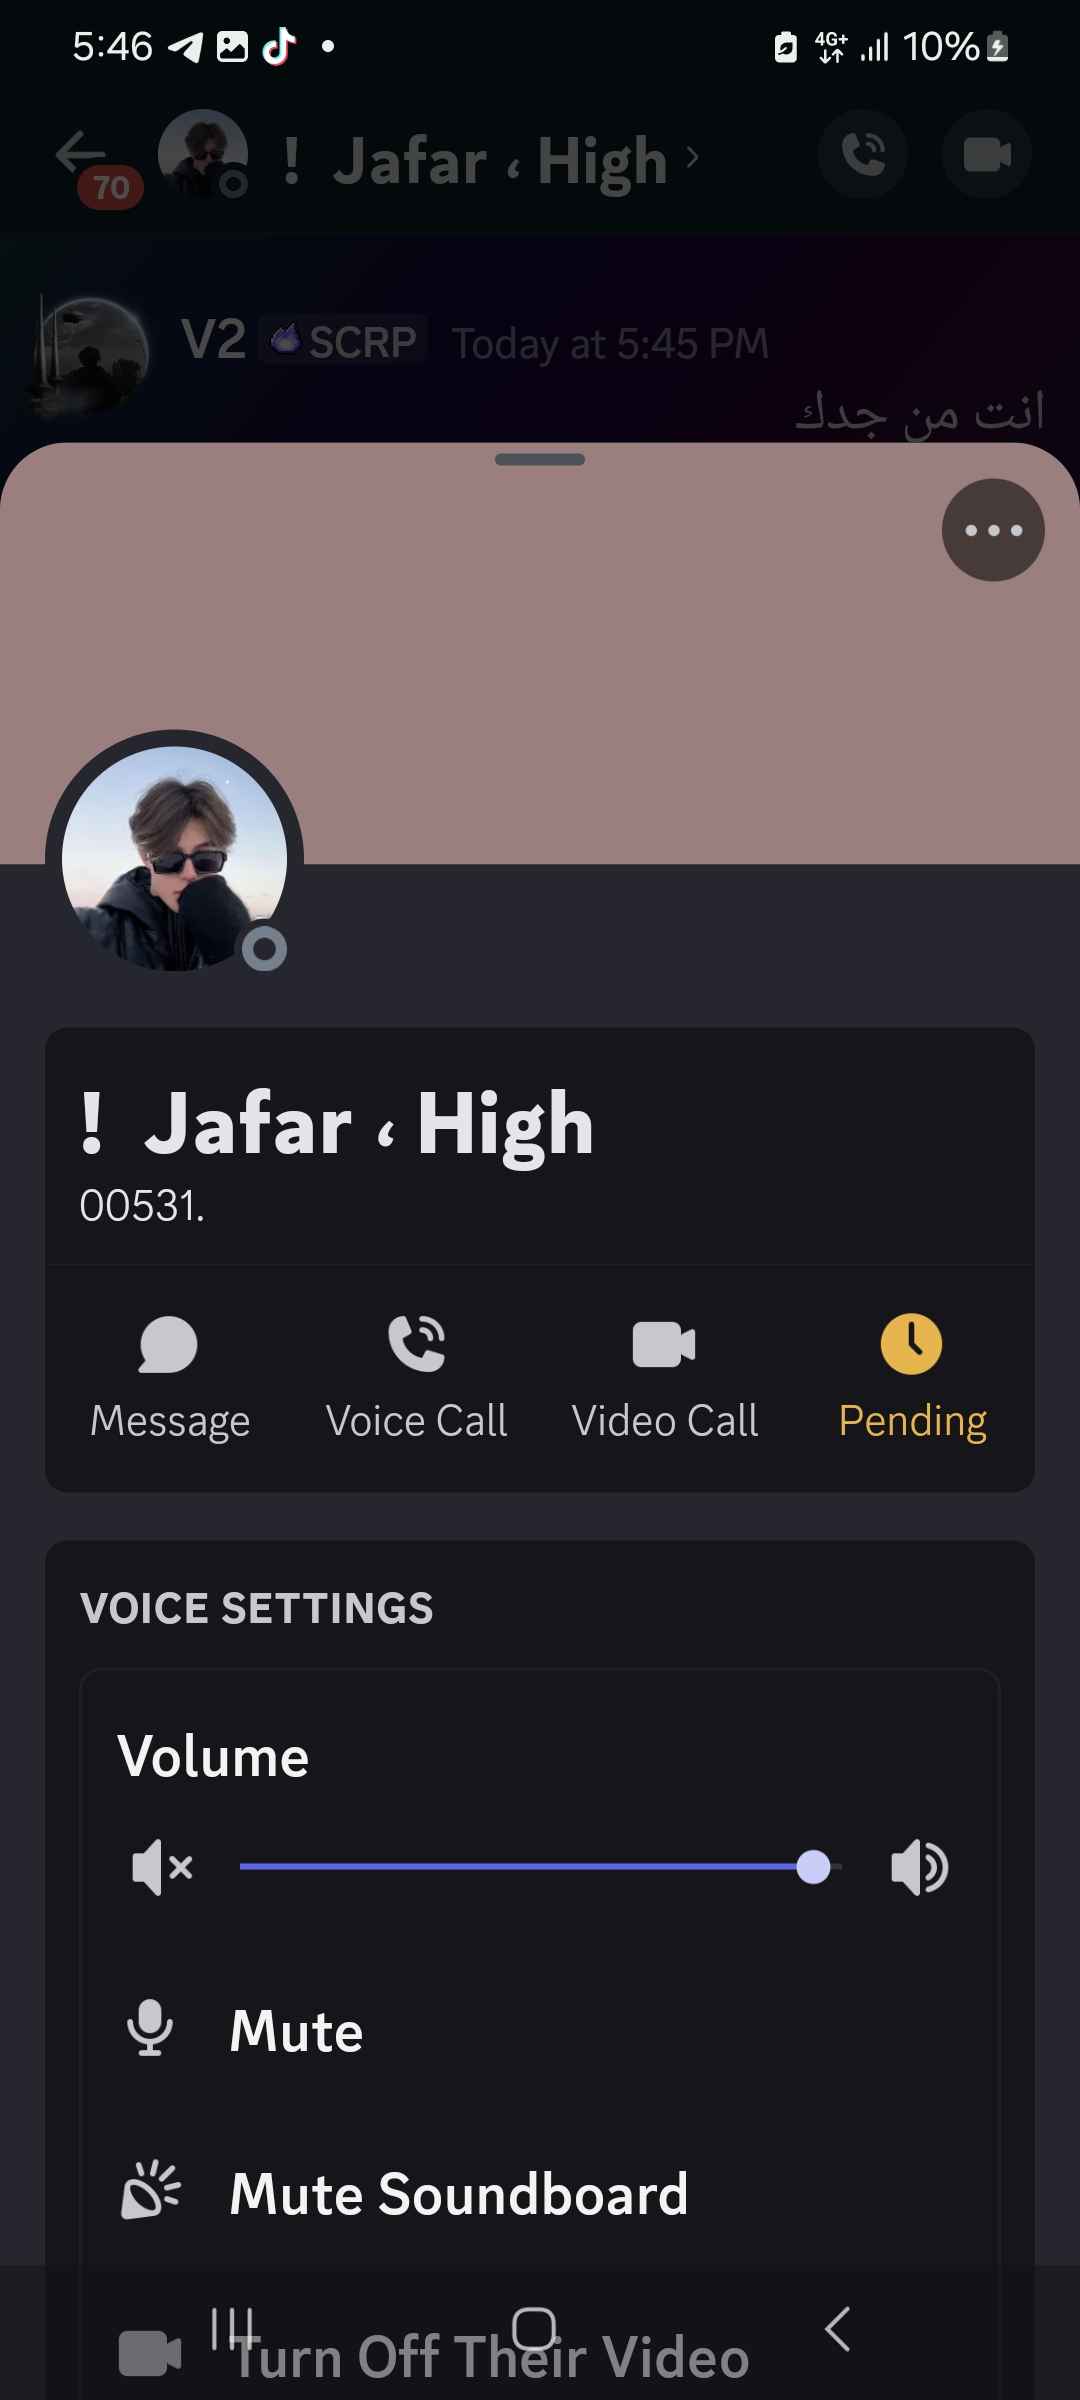 5:46
4G+ 10%
70
! Jafar ، High
V2 SCRP Today at 5:45 PM
انت من جدك
! Jafar ، High
00531.
Message Voice Call Video Call Pending
VOICE SETTINGS
Volume
Mute
Mute Soundboard
Turn Off Their Video